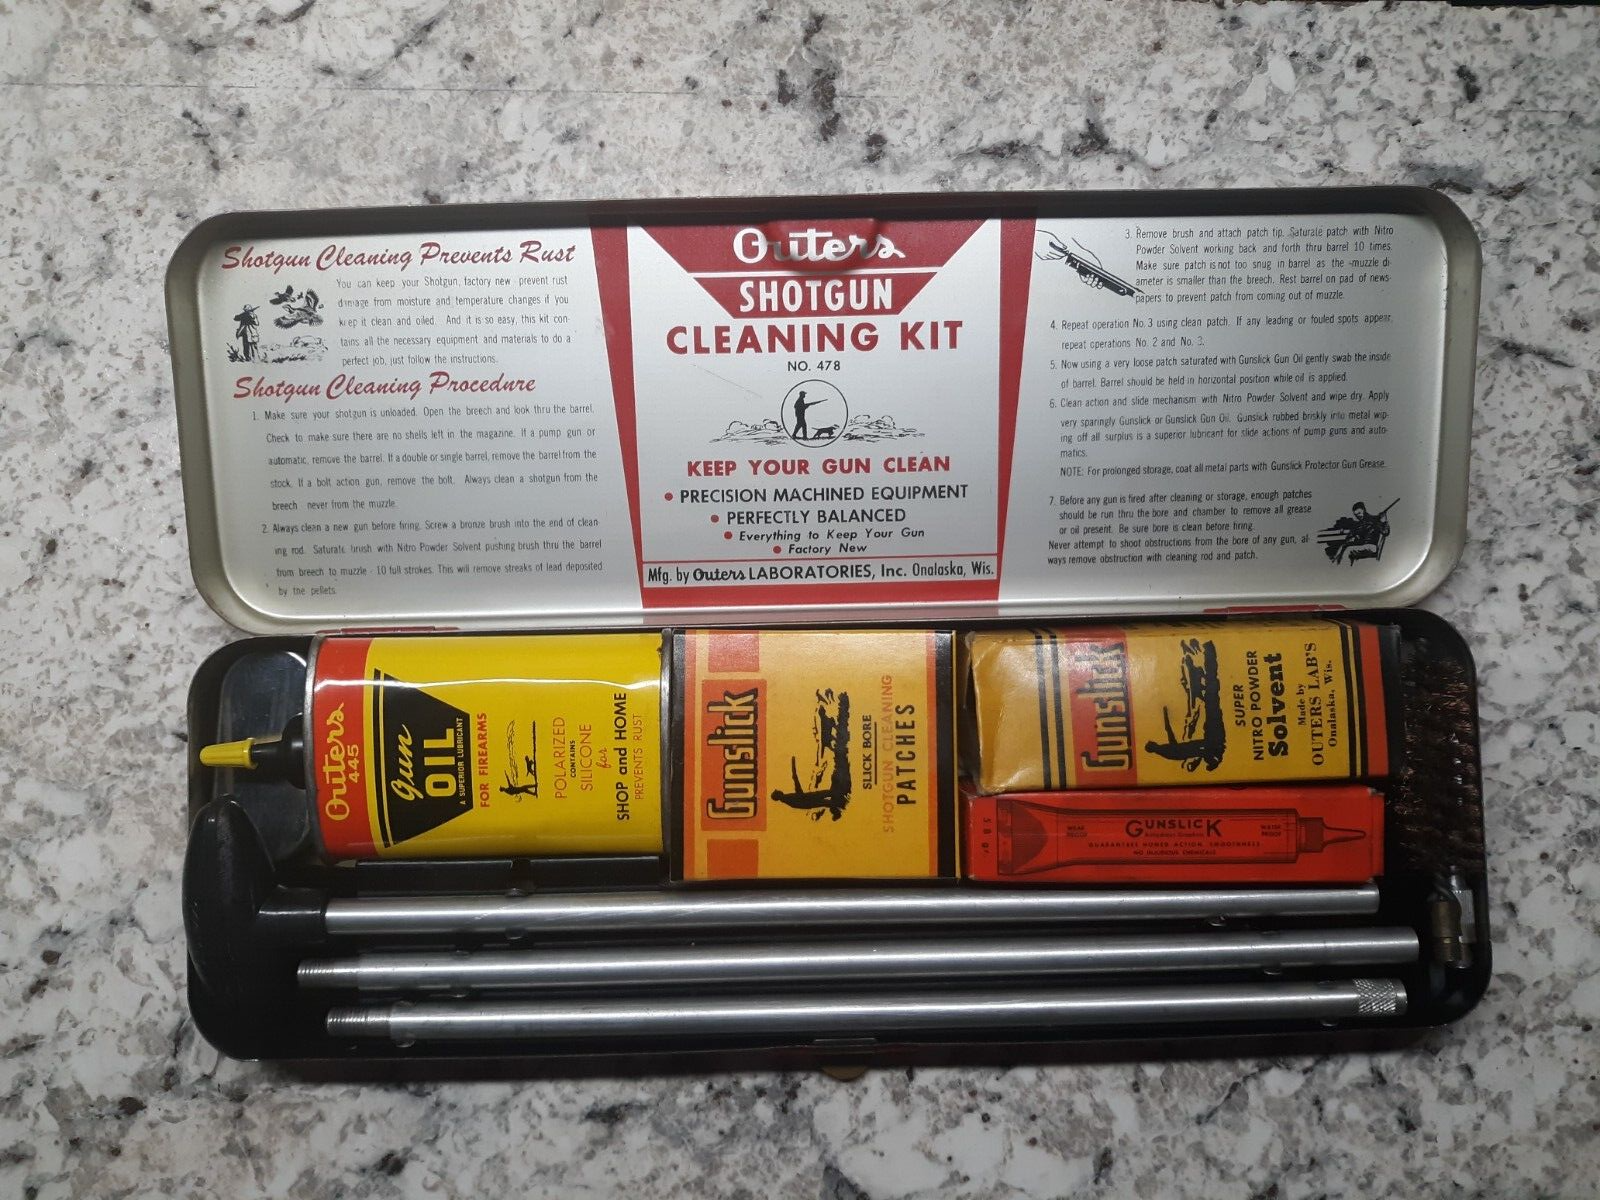 Shotgun Cleaning Prevents Rust
You can keep your Shotgun, factory new - prevent rust
damage from moisture and temperature changes if you
keep it clean and oiled. And it is so easy, this kit con-
tains all the necessary equipment and materials to do a
perfect job, just follow the instructions.
Shotgun Cleaning Procedure
1. Make sure your shotgun is unloaded. Open the breech and look thru the barrel.
Check to make sure there are no shells left in the magazine. If a pump gun or
automatic, remove the barrel. If a double or single barrel, remove the barrel from the
stock. If a bolt action gun, remove the bolt. Always clean a shotgun from the
breech never from the muzzle.
2. Always clean a new gun before firing. Screw a bronze brush into the end of clean-
ing rod. Saturate brush with Nitro Powder Solvent pushing brush thru the barrel
from breech to muzzle - 10 full strokes. This will remove streaks of lead deposited
by the pellets.
Outers
SHOTGUN
CLEANING KIT
NO. 478
KEEP YOUR GUN CLEAN
• PRECISION MACHINED EQUIPMENT
• PERFECTLY BALANCED
• Everything to Keep Your Gun
• Factory New
Mfg. by Outers LABORATORIES, Inc. Onalaska, Wis.
3. Remove brush and attach patch tip. Saturate patch with Nitro
Powder Solvent working back and forth thru barrel 10 times.
Make sure patch is not too snug in barrel as the muzzle di-
ameter is smaller than the breech. Rest barrel on pad of news-
papers to prevent patch from coming out of muzzle.
4. Repeat operation No. 3 using clean patch. If any leading or fouled spots appear,
repeat operations No. 2 and No. 3.
5. Now using a very loose patch saturated with Gunslick Gun Oil gently swab the inside
of barrel. Barrel should be held in horizontal position while oil is applied.
6. Clean action and slide mechanism with Nitro Powder Solvent and wipe dry. Apply
very sparingly Gunslick or Gunslick Gun Oil. Gunslick rubbed briskly into metal wip-
ing off all surplus is a superior lubricant for slide actions of pump guns and auto-
matics.
NOTE: For prolonged storage, coat all metal parts with Gunslick Protector Gun Grease.
7. Before any gun is fired after cleaning or storage, enough patches
should be run thru the bore and chamber to remove all grease
or oil present. Be sure bore is clean before firing.
Never attempt to shoot obstructions from the bore of any gun, al-
ways remove obstruction with cleaning rod and patch.
Outers
445
Gun
OIL
A SUPERIOR LUBRICANT
FOR FIREARMS
POLARIZED
CONTAINS
SILICONE
for
SHOP and HOME
PREVENTS RUST
Gunslick
SLICK BORE
SHOTGUN CLEANING
PATCHES
Gunslick
SUPER
NITRO POWDER
Solvent
Made by
OUTERS LAB'S
Onalaska, Wis.
WEAR
PROOF
GUNSLICK
WATER
PROOF
GUARANTEES HONED ACTION SMOOTHNESS
NO INJURIOUS CHEMICALS